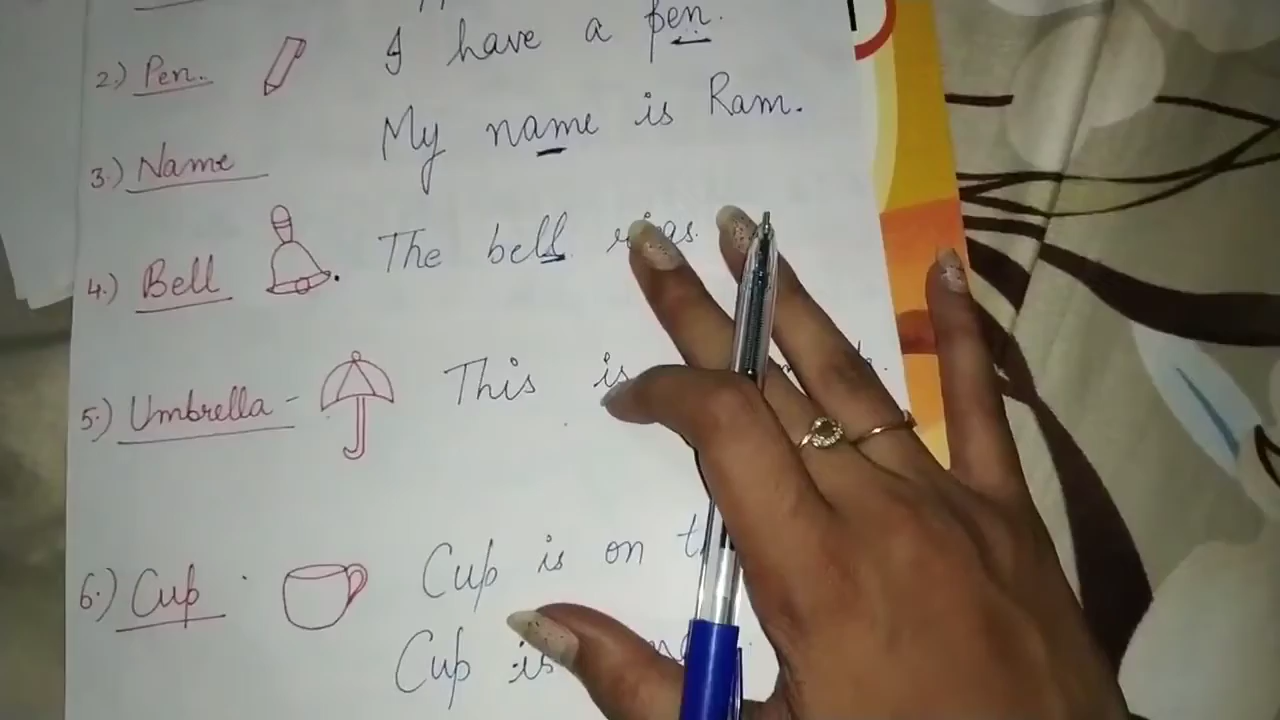 2.) Pen. I have a pen.
3.) Name My name is Ram.
4.) Bell The bell rings.
5.) Umbrella - This is
6.) Cup Cup is on
Cup is